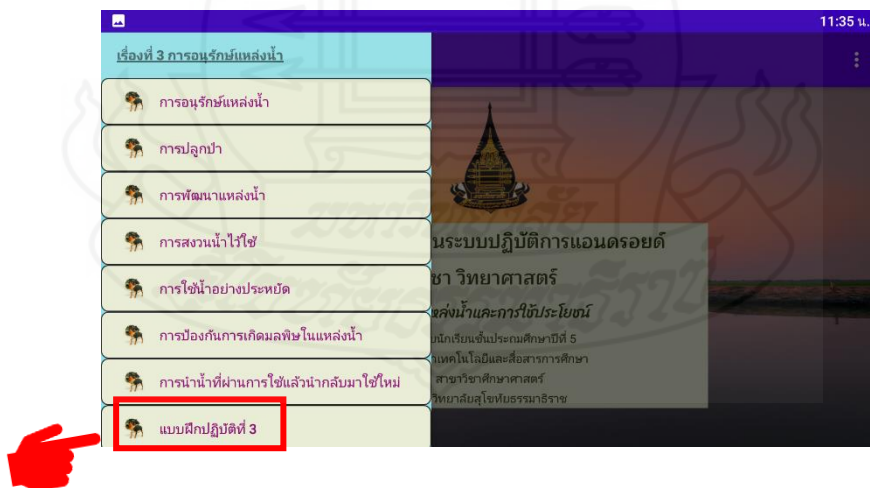 11:35 น.
เรื่องที่ 3 การอนุรักษ์แหล่งน้ำ
การอนุรักษ์แหล่งน้ำ
การปลูกป่า
การพัฒนาแหล่งน้ำ
การสงวนน้ำไว้ใช้
การใช้น้ำอย่างประหยัด
การป้องกันการเกิดมลพิษในแหล่งน้ำ
การนำน้ำที่ผ่านการใช้แล้วนำกลับมาใช้ใหม่
แบบฝึกปฏิบัติที่ 3
นระบบปฏิบัติการแอนดรอยด์
ชา วิทยาศาสตร์
หล่งน้ำและการใช้ประโยชน์
นักเรียนชั้นประถมศึกษาปีที่ 5
เทคโนโลยีและสื่อสารการศึกษา
สาขาวิชาศึกษาศาสตร์
วิทยาลัยสุโขทัยธรรมาธิราช